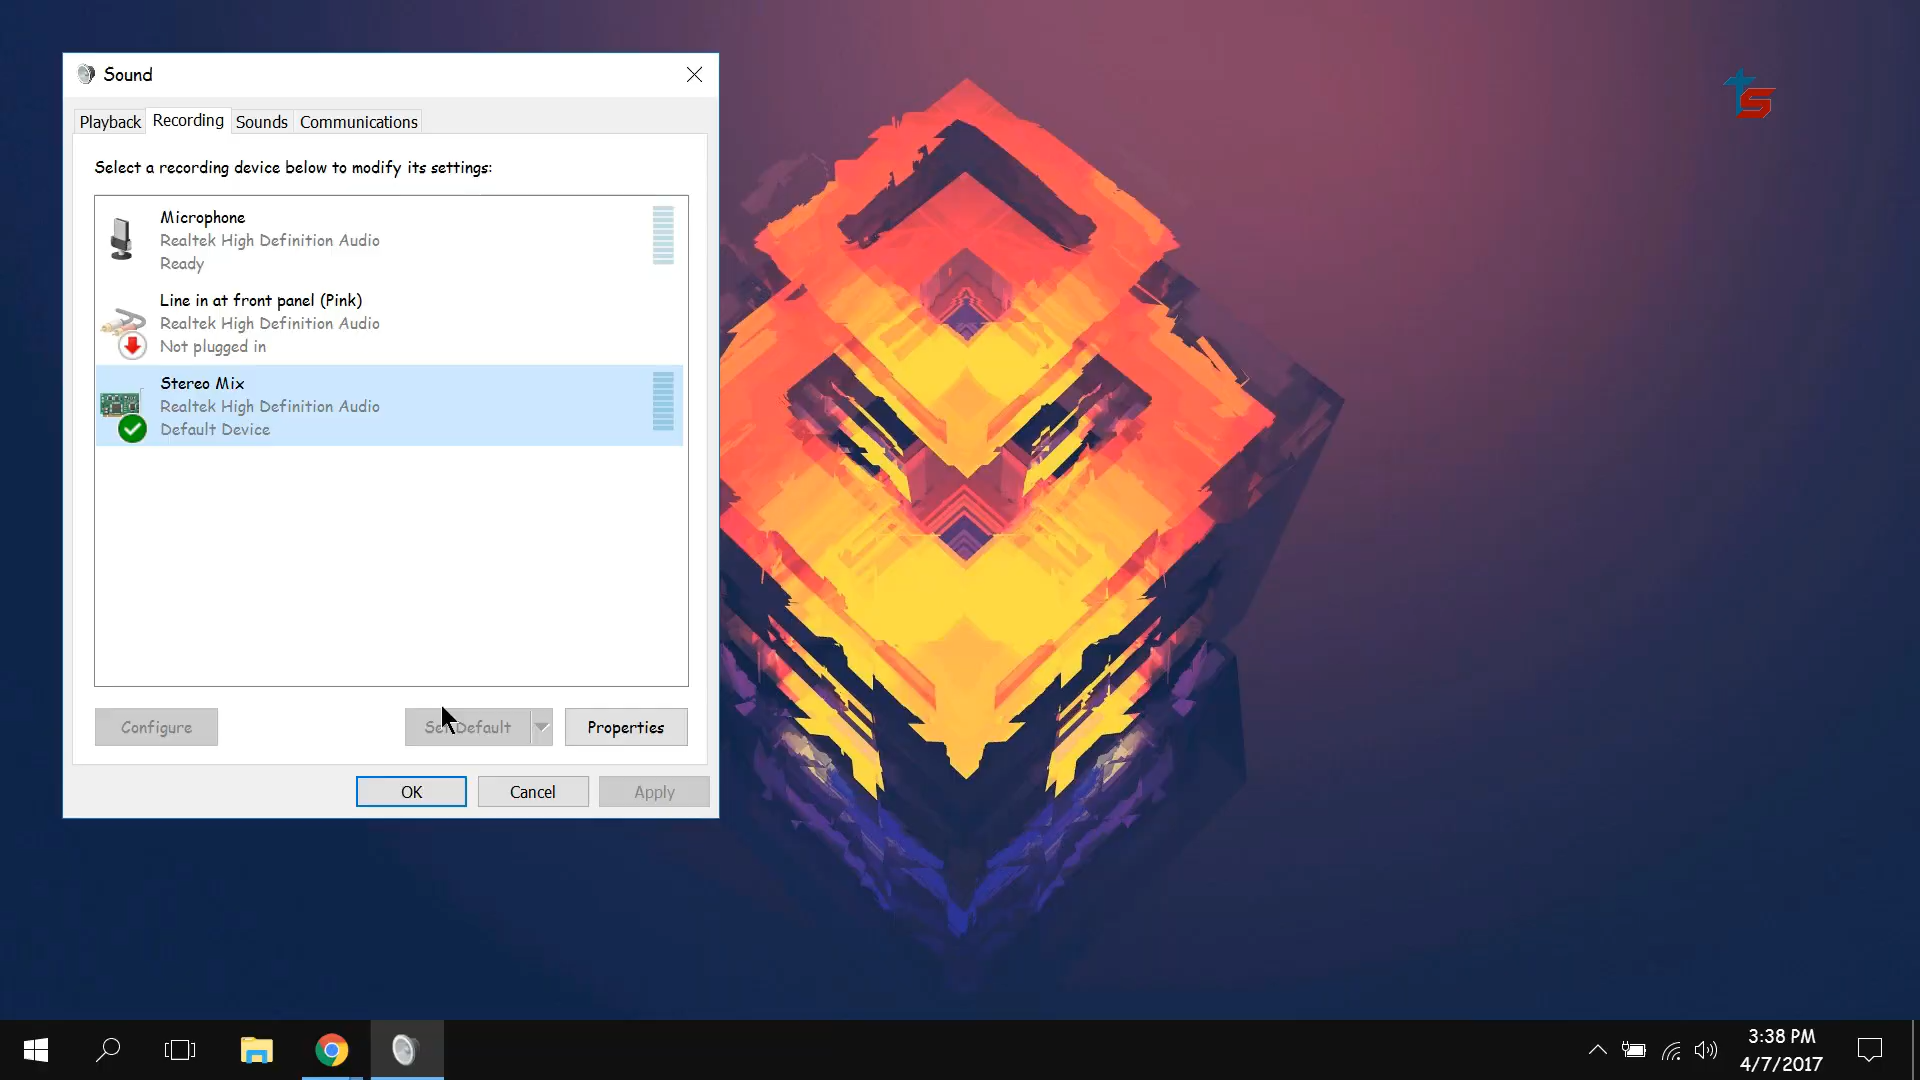 Sound
Playback Recording Sounds Communications
Select a recording device below to modify its settings:
Microphone
Realtek High Definition Audio
Ready
Line in at front panel (Pink)
Realtek High Definition Audio
Not plugged in
Stereo Mix
Realtek High Definition Audio
Default Device
Configure Set Default Properties
OK Cancel Apply
S
3:38 PM
4/7/2017